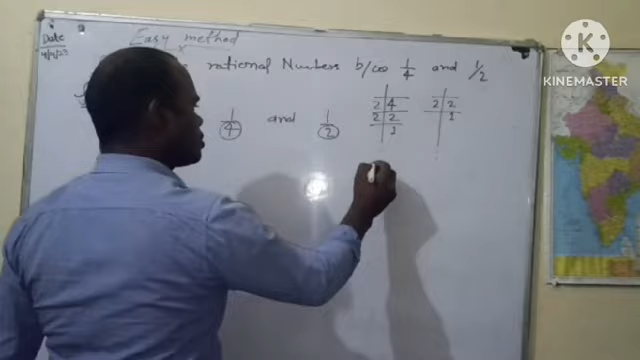 Date
Easy method
rational Numbers b/co 1/4 and 1/2
1/4 and 1/2
2 4 2 2
2 2 1
1
KINEMASTER